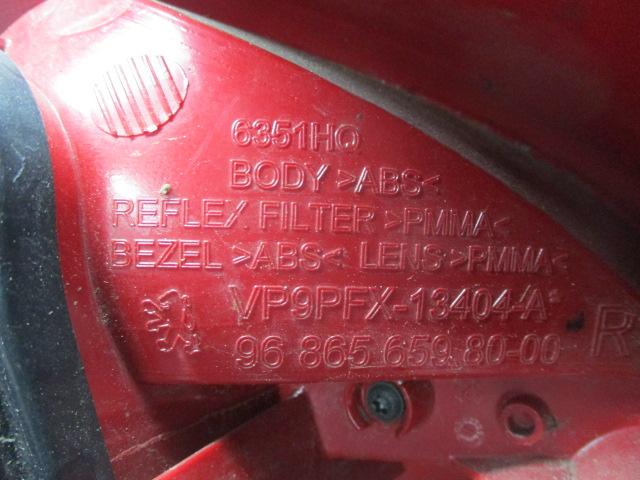 6351HQ
BODY >ABS<
REFLEX FILTER >PMMA<
BEZEL >ABS< LENS >PMMA<
VP9PFX-13404-A
96 865 659 80-00 R